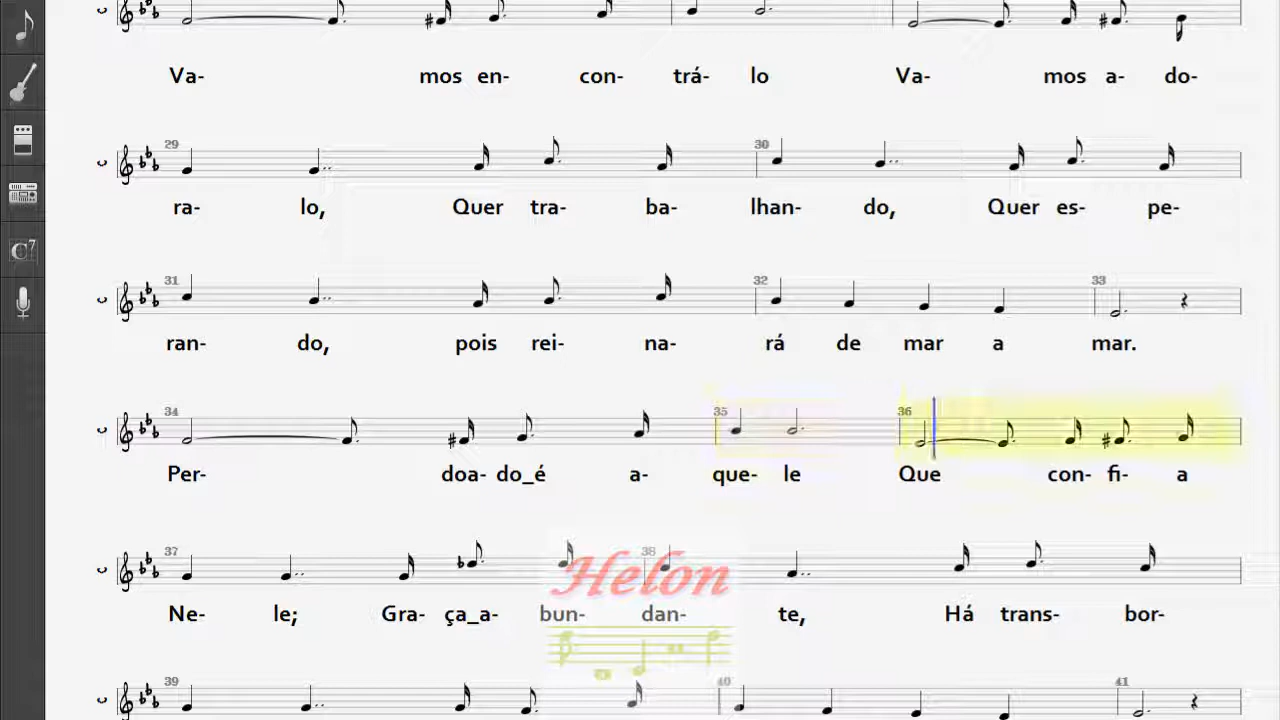 Va- mos en- con- trá- lo Va- mos a- do-
29 30
ra- lo, Quer tra- ba- lhan- do, Quer es- pe-
C7
31 32 33
ran- do, pois rei- na- rá de mar a mar.
34 35 36
Per- doa- do_é a- que- le Que con- fi- a
37 38
Ne- le; Gra- ça_a- bun- dan- te, Há trans- bor-
Helon
39 40 41